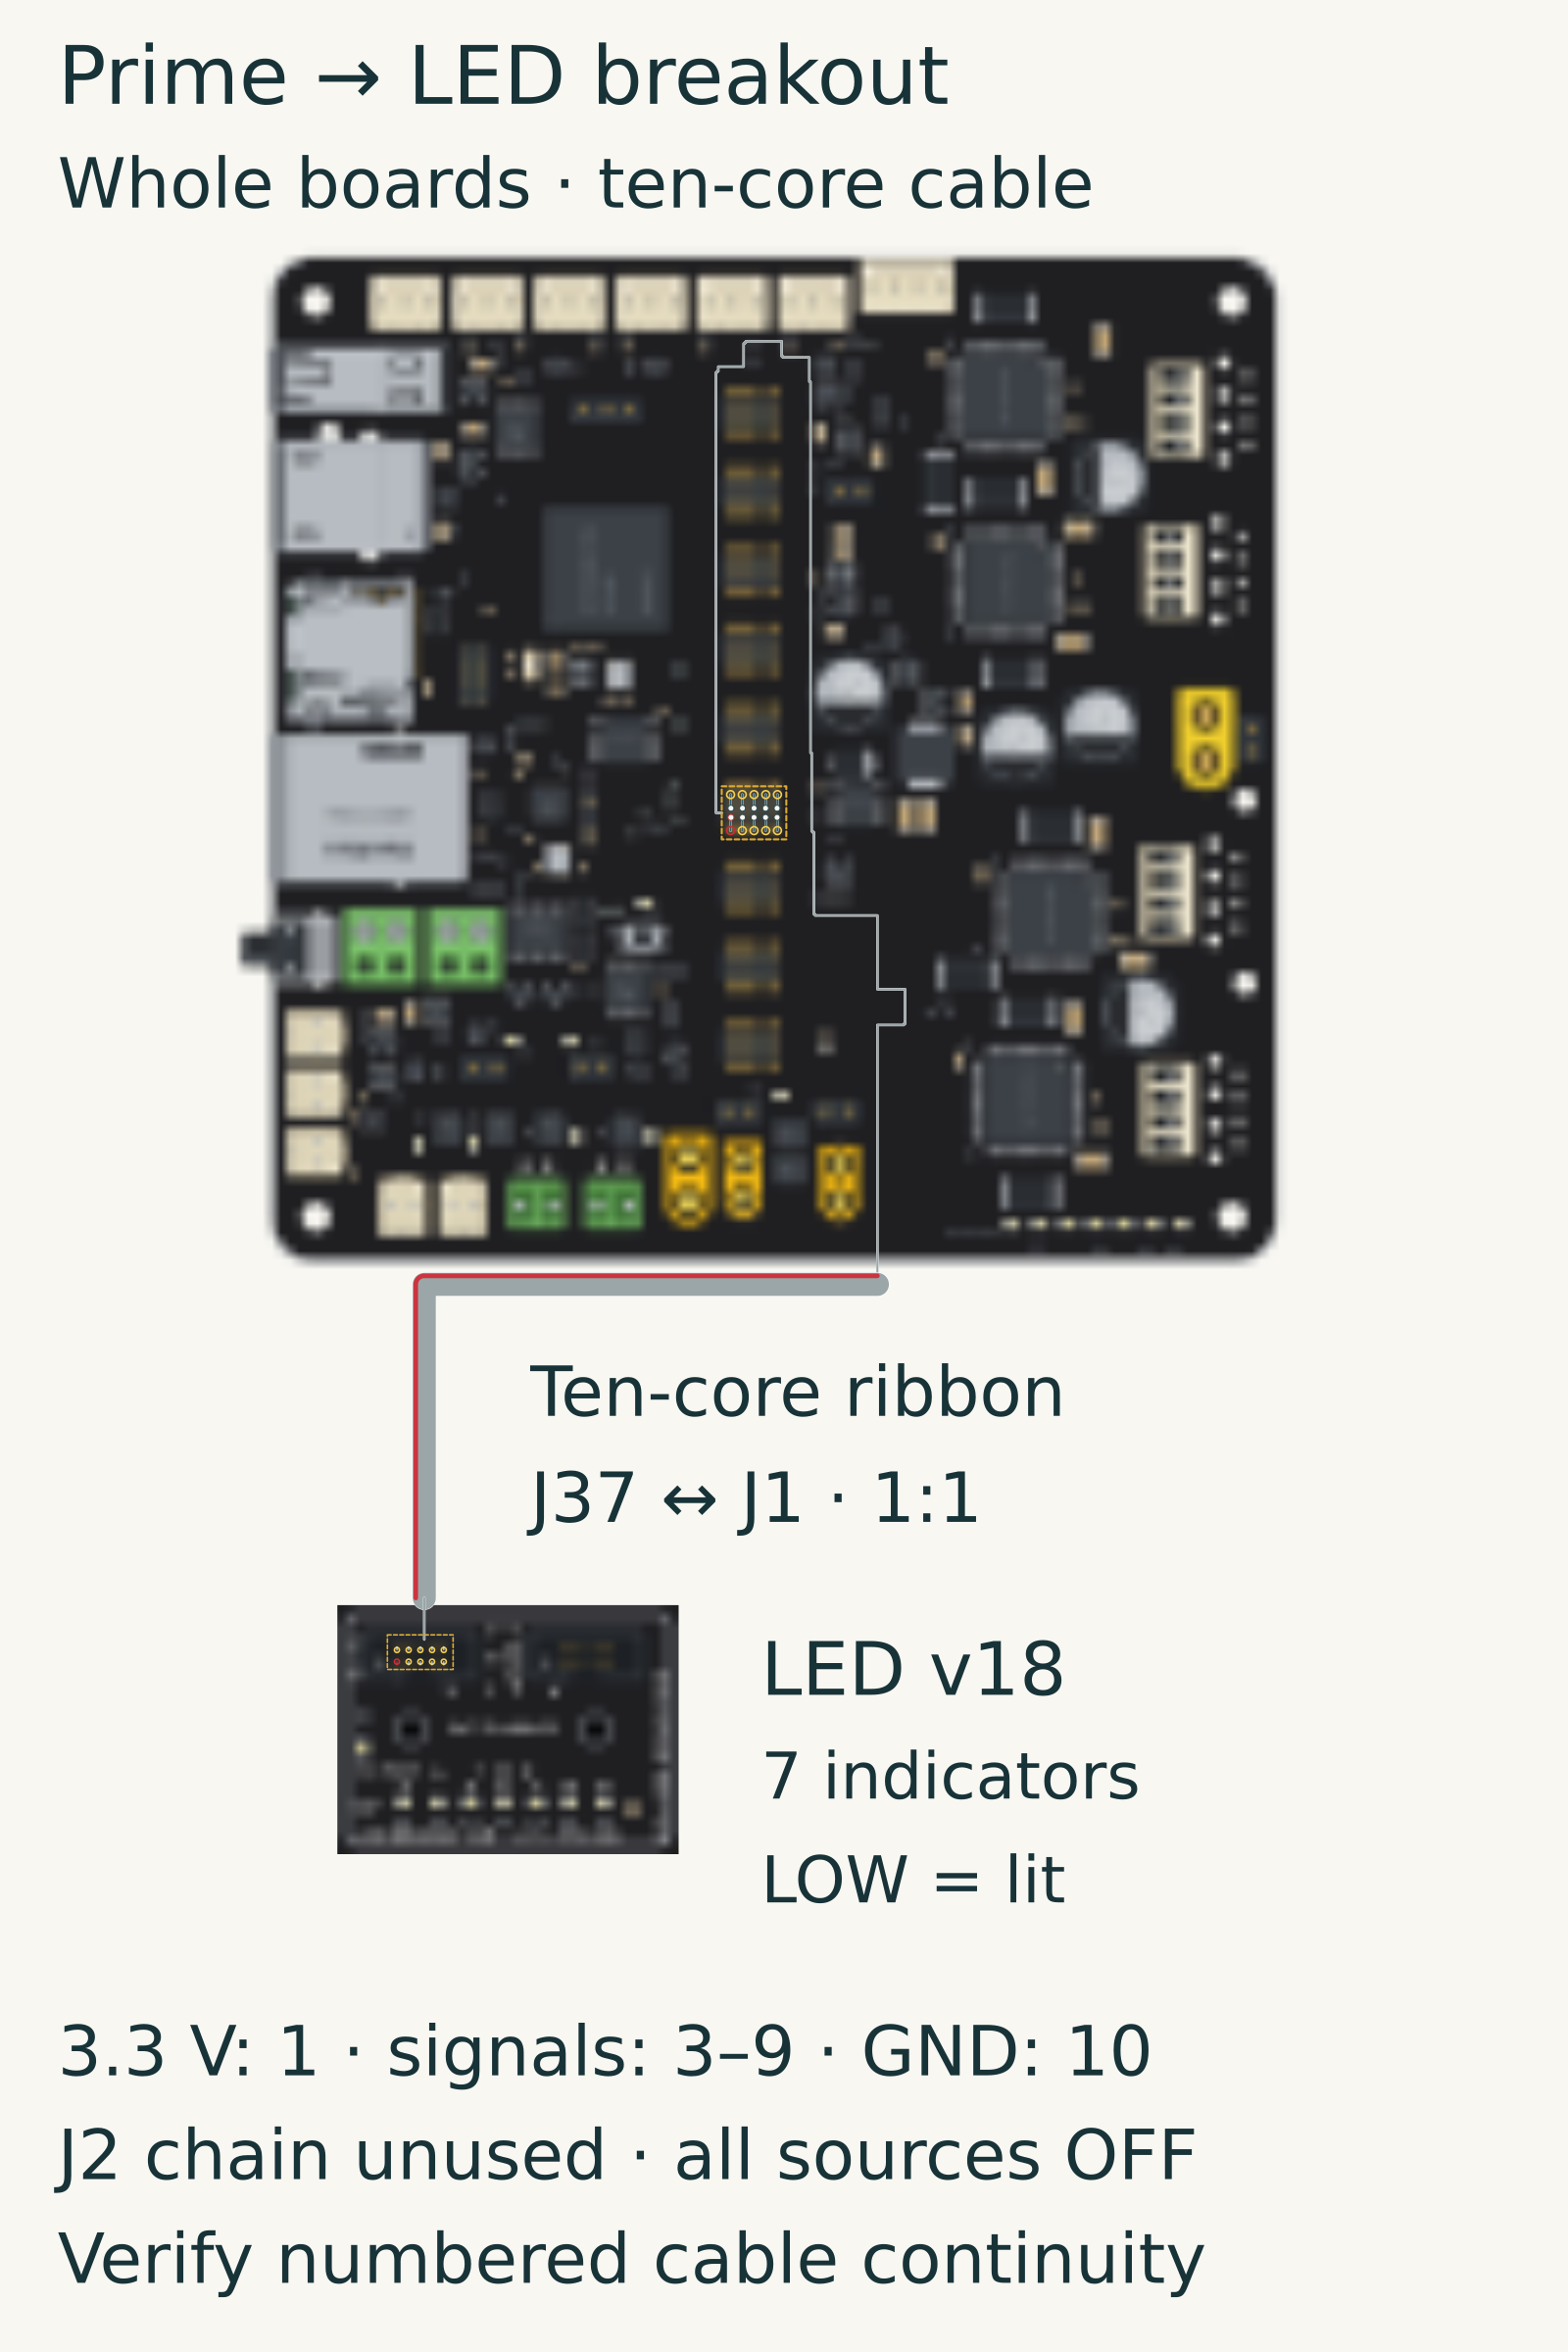 Prime → LED breakout
Whole boards · ten-core cable
Ten-core ribbon
J37 ↔ J1 · 1:1
LED v18
7 indicators
LOW = lit
3.3 V: 1 · signals: 3–9 · GND: 10
J2 chain unused · all sources OFF
Verify numbered cable continuity